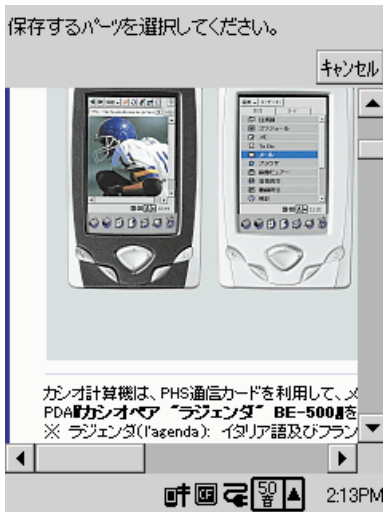 保存するパーツを選択してください。
キャンセル
カシオ計算機は、PHS通信カードを利用して、メ
PDA『カシオペア “ラジェンダ” BE-500』を
※ ラジェンダ(l'agenda): イタリア語及びフラン
50音
2:13PM